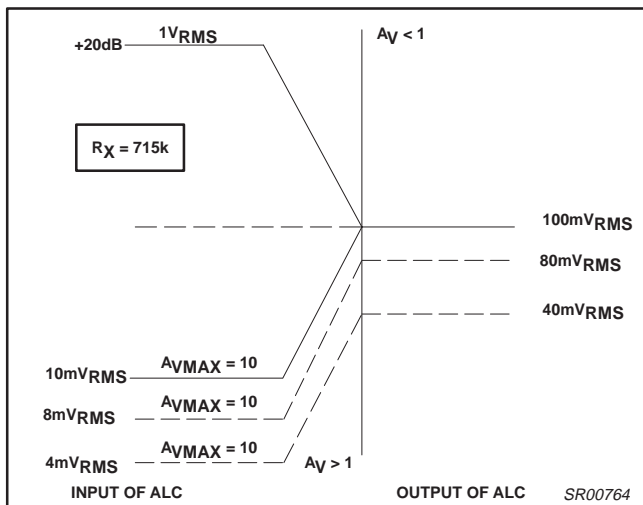 +20dB
1VRMS
AV < 1
RX = 715k
100mVRMS
80mVRMS
40mVRMS
10mVRMS
AVMAX = 10
8mVRMS
AVMAX = 10
4mVRMS
AVMAX = 10
AV > 1
INPUT OF ALC
OUTPUT OF ALC
SR00764